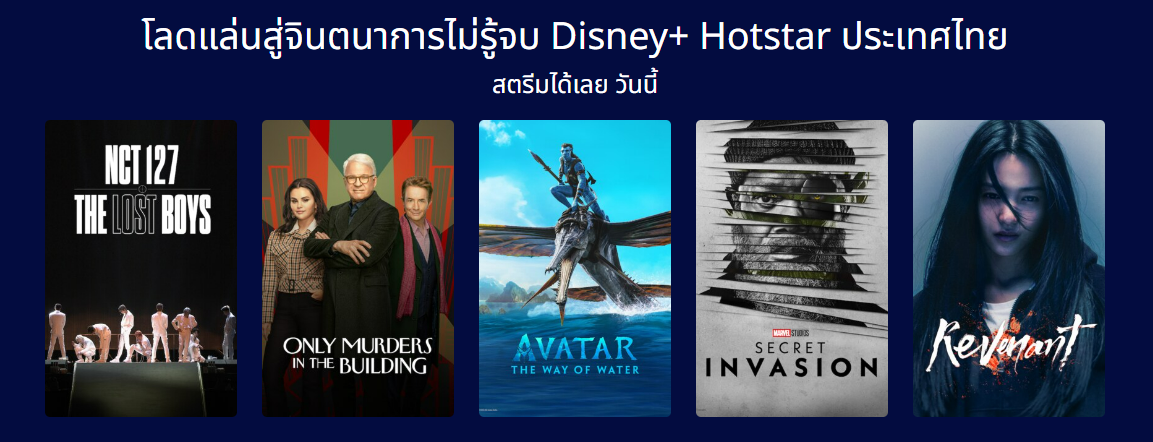 โลดแล่นสู่จินตนาการไม่รู้จบ Disney+ Hotstar ประเทศไทย
สตรีมได้เลย วันนี้
NCT 127
THE LOST BOYS
ONLY MURDERS
IN THE BUILDING
AVATAR
THE WAY OF WATER
MARVEL STUDIOS
SECRET
INVASION
Revenant